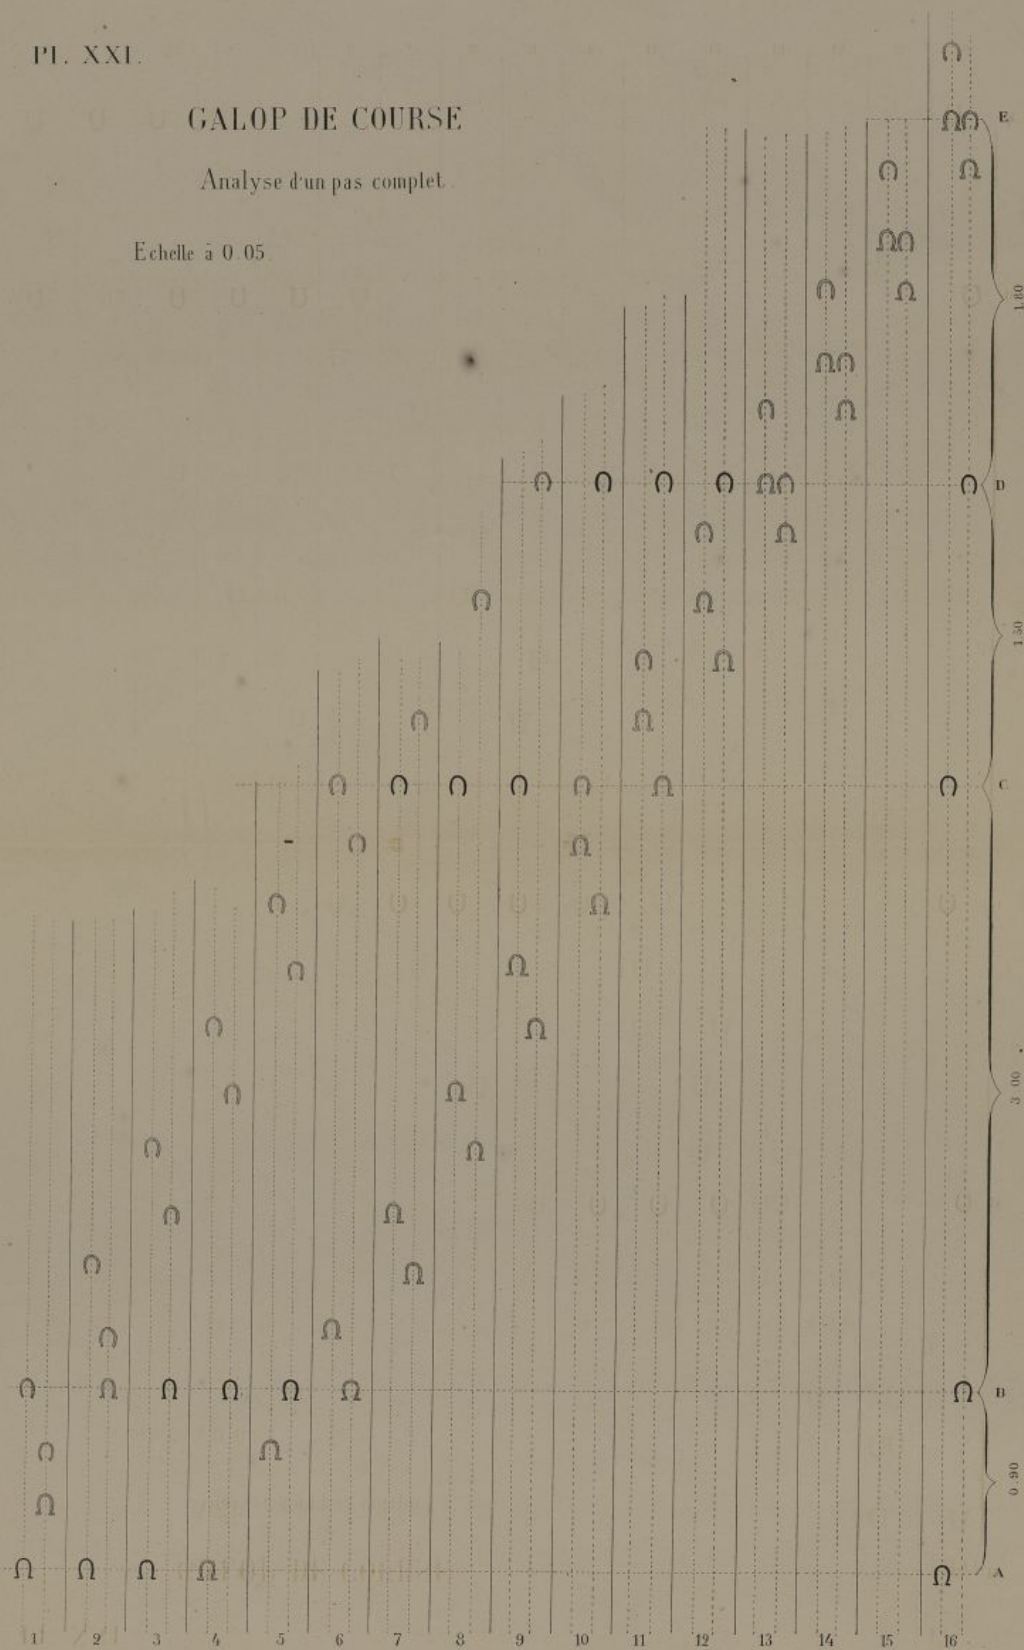 Pl. XXI.
GALOP DE COURSE
Analyse d'un pas complet.
Echelle à 0.05
E
1.80
D
1.50
C
3.00
B
0.90
A
1 2 3 4 5 6 7 8 9 10 11 12 13 14 15 16